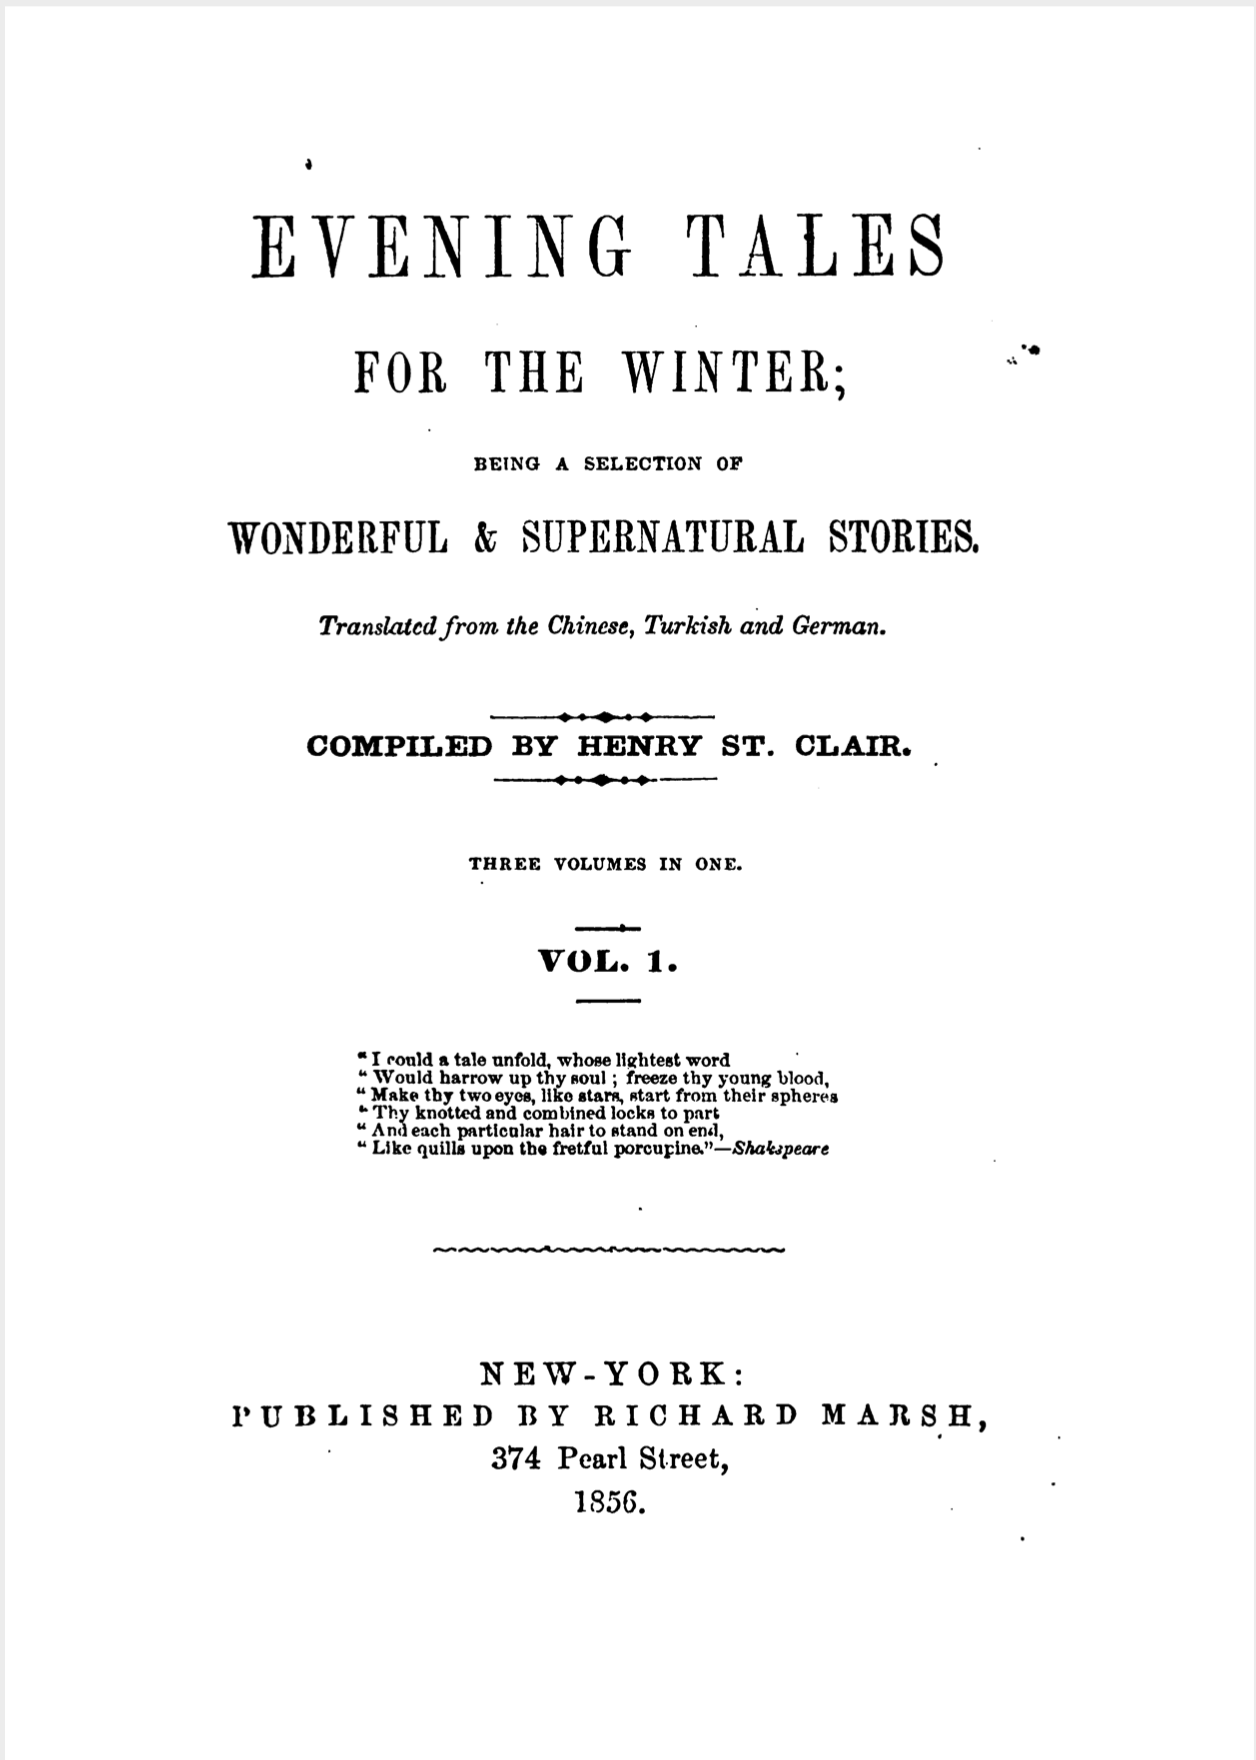 EVENING TALES
FOR THE WINTER;
BEING A SELECTION OF
WONDERFUL & SUPERNATURAL STORIES.
Translated from the Chinese, Turkish and German.
COMPILED BY HENRY ST. CLAIR.
THREE VOLUMES IN ONE.
VOL. 1.
“ I could a tale unfold, whose lightest word
“ Would harrow up thy soul ; freeze thy young blood,
“ Make thy two eyes, like stars, start from their spheres
“ Thy knotted and combined locks to part
“ And each particular hair to stand on end,
“ Like quills upon the fretful porcupine.”—Shakspeare
NEW-YORK:
PUBLISHED BY RICHARD MARSH,
374 Pearl Street,
1856.